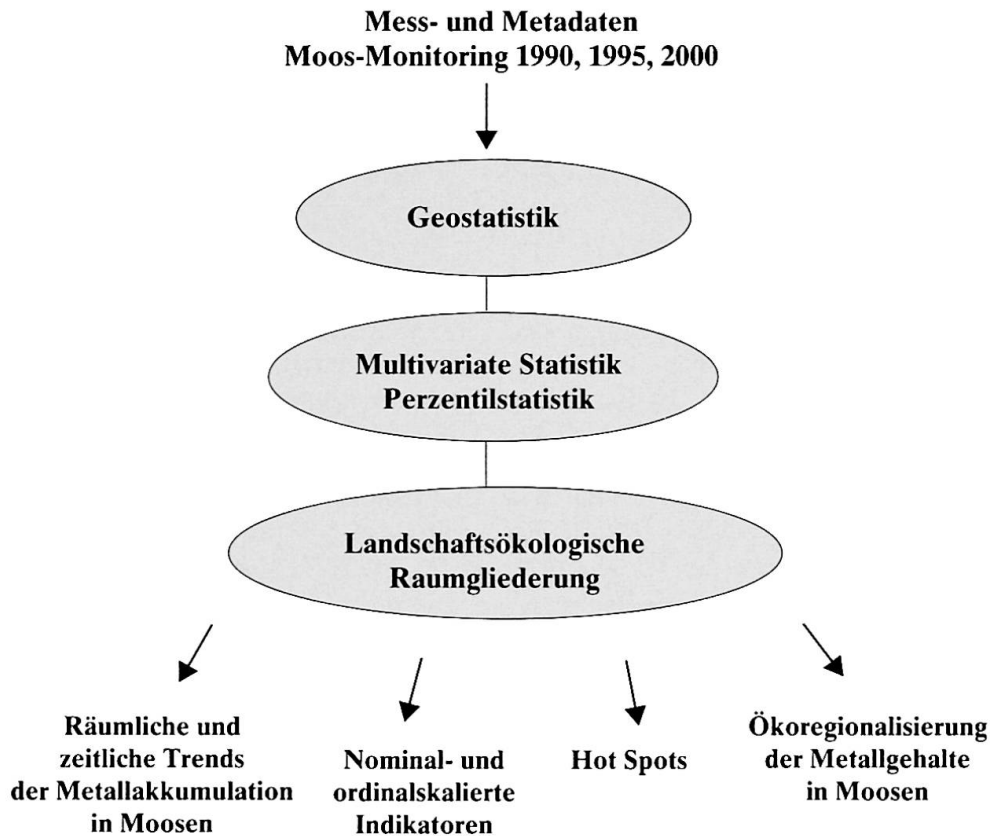 Mess- und Metadaten
Moos-Monitoring 1990, 1995, 2000
Geostatistik
Multivariate Statistik
Perzentilstatistik
Landschaftsökologische
Raumgliederung
Räumliche und
zeitliche Trends
der Metallakkumulation
in Moosen
Nominal- und
ordinalskalierte
Indikatoren
Hot Spots
Ökoregionalisierung
der Metallgehalte
in Moosen